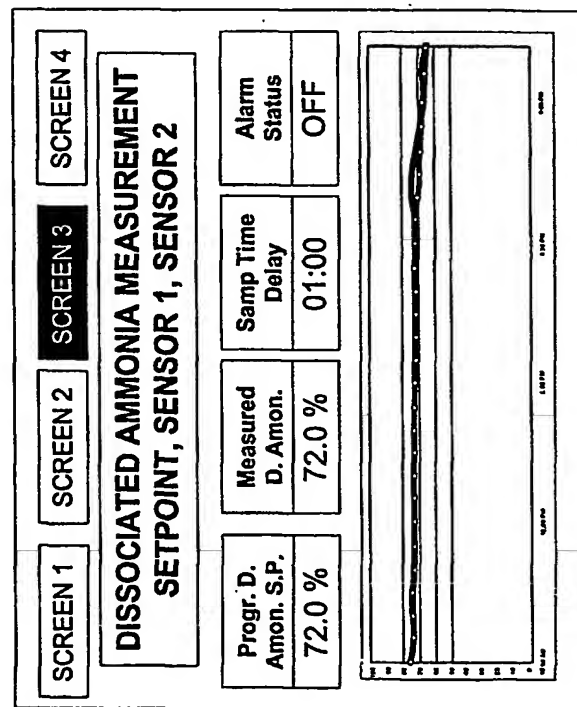 SCREEN 1
SCREEN 2
SCREEN 3
SCREEN 4
DISSOCIATED AMMONIA MEASUREMENT
SETPOINT, SENSOR 1, SENSOR 2
Progr. D.
Amon. S.P.
72.0 %
Measured
D. Amon.
72.0 %
Samp Time
Delay
01:00
Alarm
Status
OFF